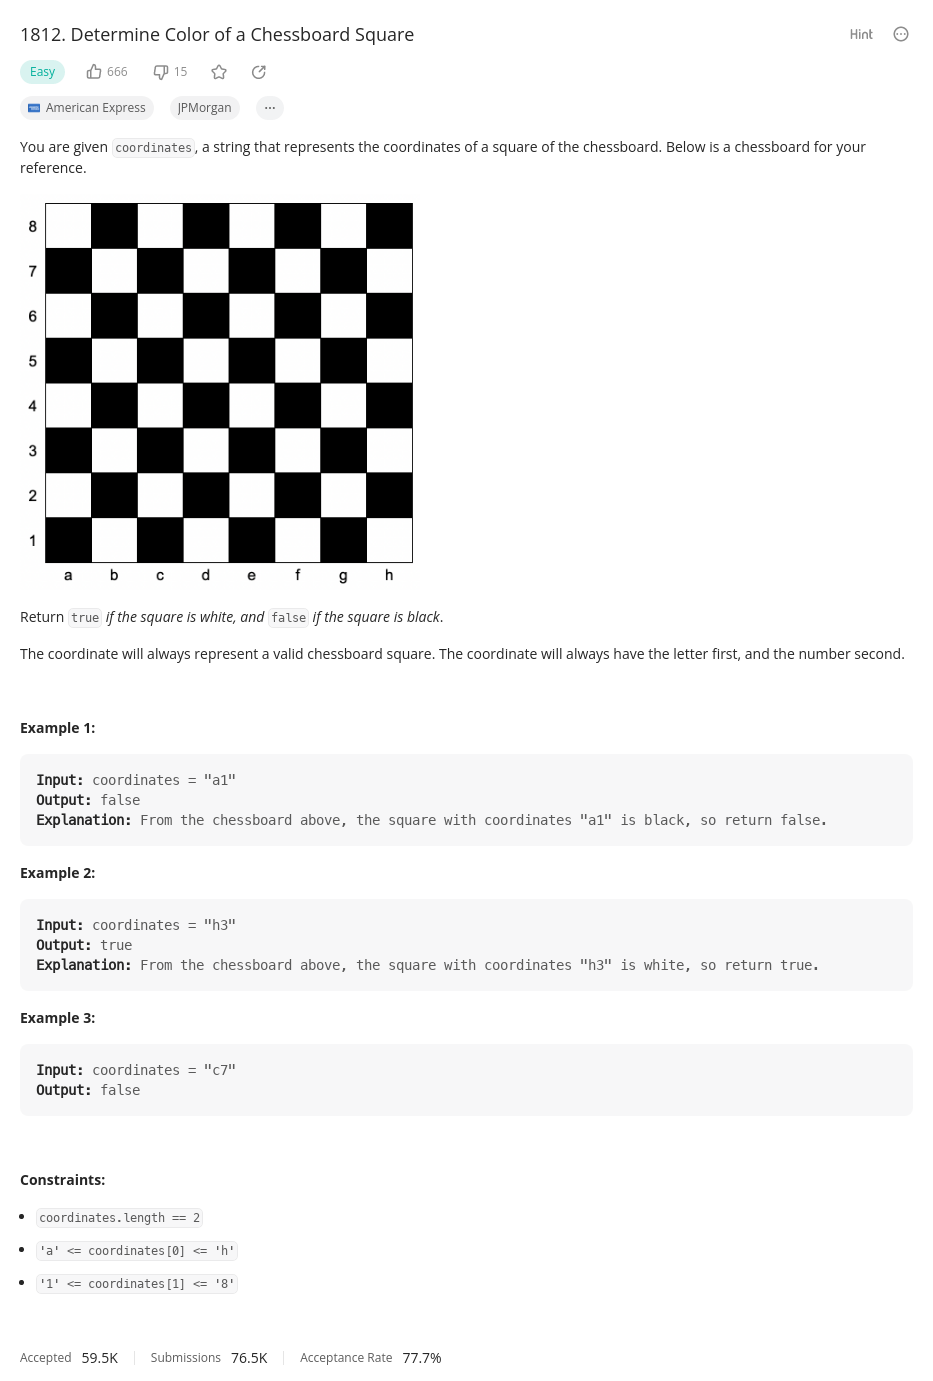 1812. Determine Color of a Chessboard Square
Hint
Easy
666
15
American Express
JPMorgan
...
You are given coordinates, a string that represents the coordinates of a square of the chessboard. Below is a chessboard for your
reference.
8
7
6
5
4
3
2
1
a b c d e f g h
Return true if the square is white, and false if the square is black.
The coordinate will always represent a valid chessboard square. The coordinate will always have the letter first, and the number second.
Example 1:
Input: coordinates = "a1"
Output: false
Explanation: From the chessboard above, the square with coordinates "a1" is black, so return false.
Example 2:
Input: coordinates = "h3"
Output: true
Explanation: From the chessboard above, the square with coordinates "h3" is white, so return true.
Example 3:
Input: coordinates = "c7"
Output: false
Constraints:
coordinates.length == 2
'a' <= coordinates[0] <= 'h'
'1' <= coordinates[1] <= '8'
Accepted 59.5K Submissions 76.5K Acceptance Rate 77.7%